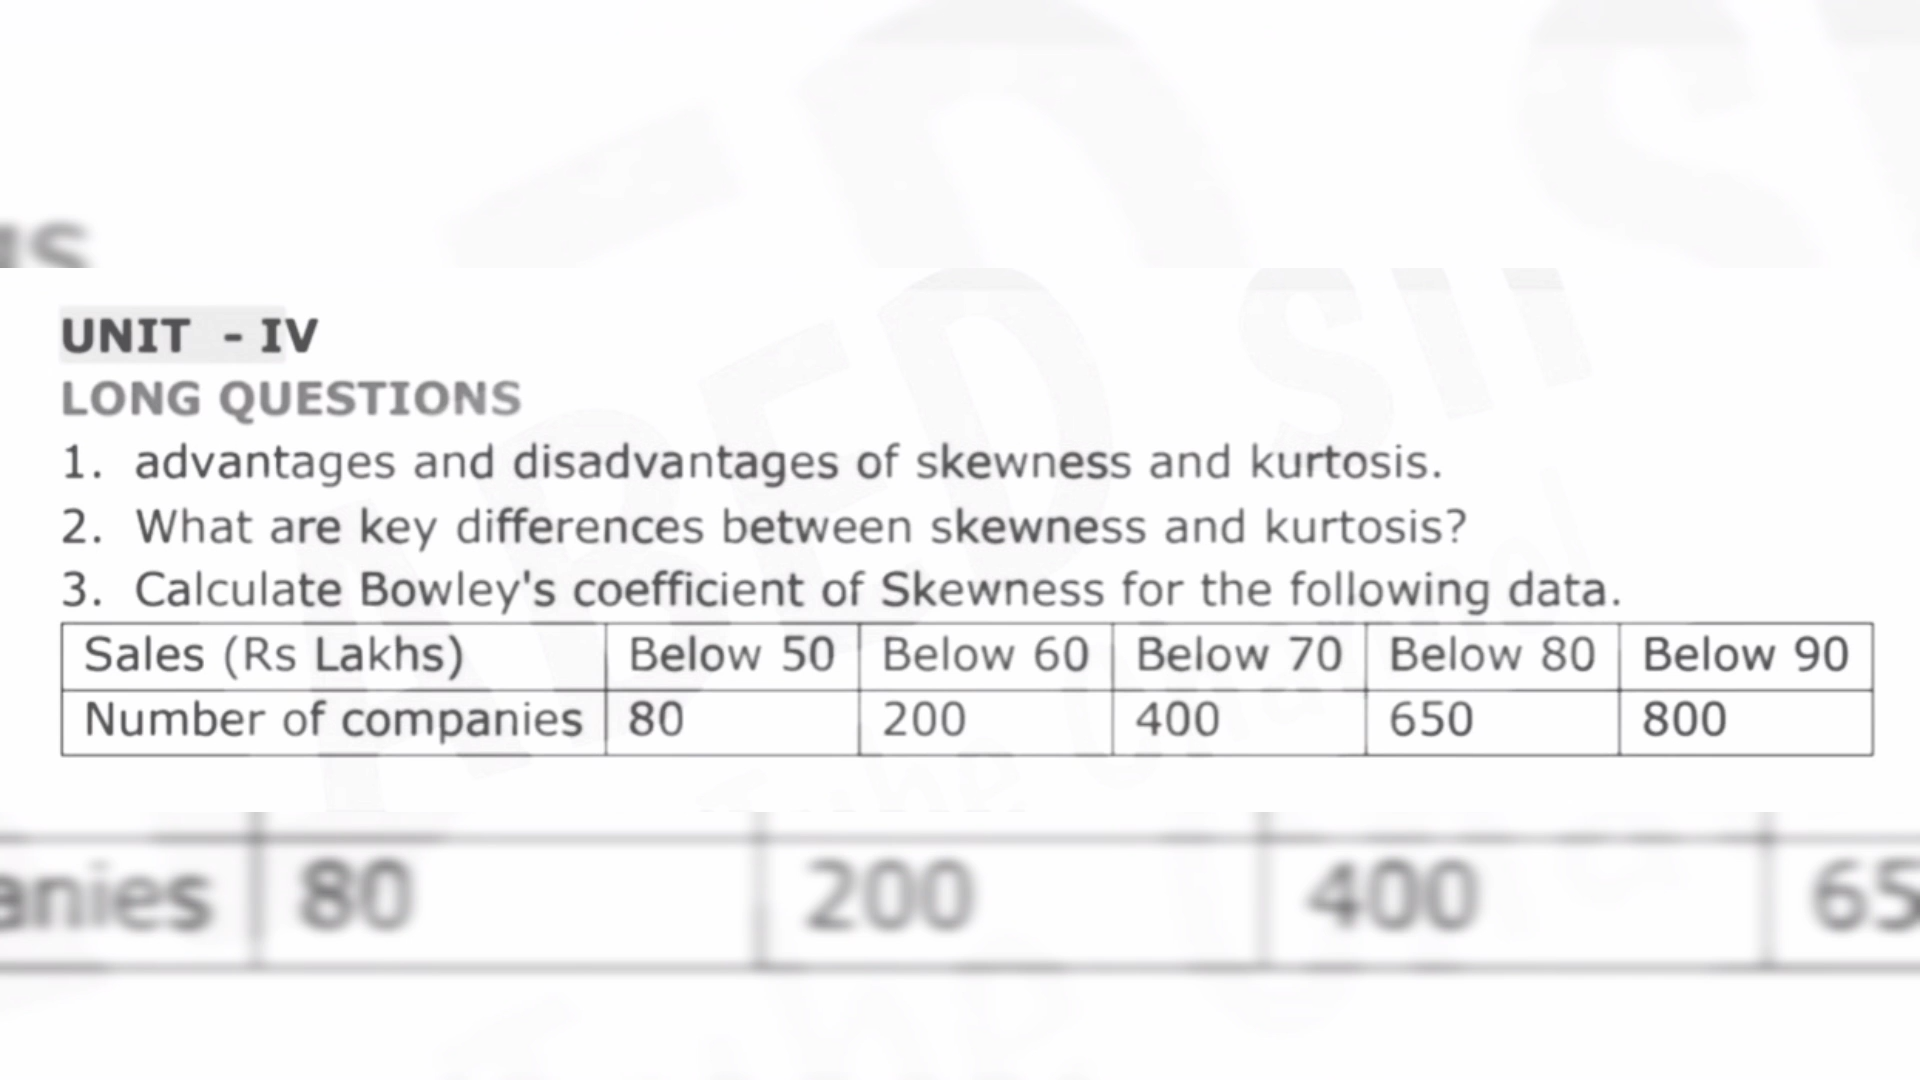 UNIT - IV
LONG QUESTIONS
1. advantages and disadvantages of skewness and kurtosis.
2. What are key differences between skewness and kurtosis?
3. Calculate Bowley's coefficient of Skewness for the following data.
Sales (Rs Lakhs) Below 50 Below 60 Below 70 Below 80 Below 90
Number of companies 80 200 400 650 800
anies 80 200 400 65